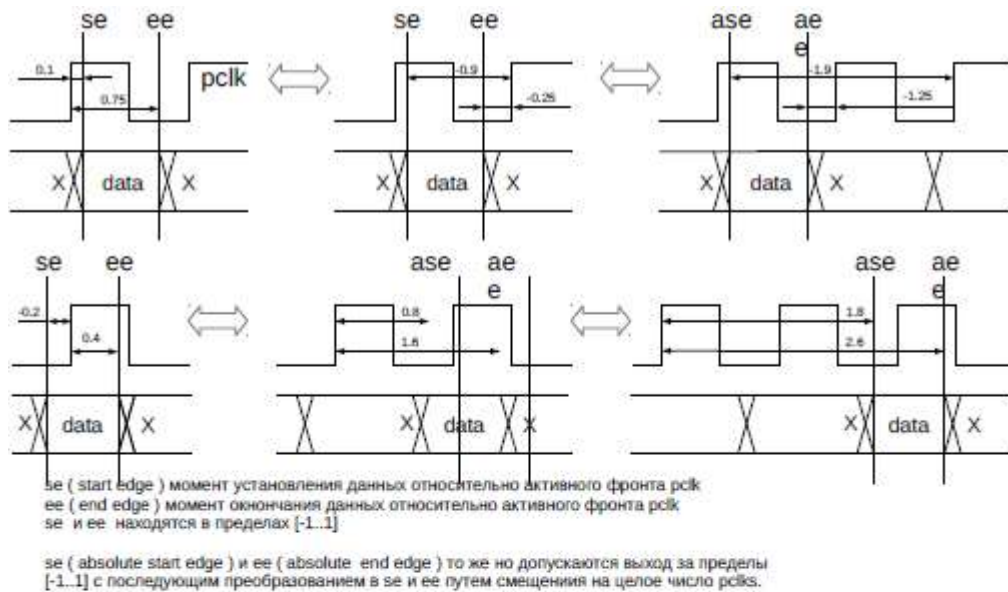 se ee se ee ase ae
e
0.1 pclk -0.9 -1.9
0.75 -0.25 -1.25
X data X X data X X data X
se ee ase ae ase ae
e e
-0.2 0.8 1.8
0.4 1.6 2.6
X data X X data X X data X
se ( start edge ) момент установления данных относительно активного фронта pclk
ee ( end edge ) момент окончания данных относительно активного фронта pclk
se и ee находятся в пределах [-1..1]
se ( absolute start edge ) и ee ( absolute end edge ) то же но допускаются выход за пределы
[-1..1] с последующим преобразованием в se и ee путем смещениия на целое число pclks.